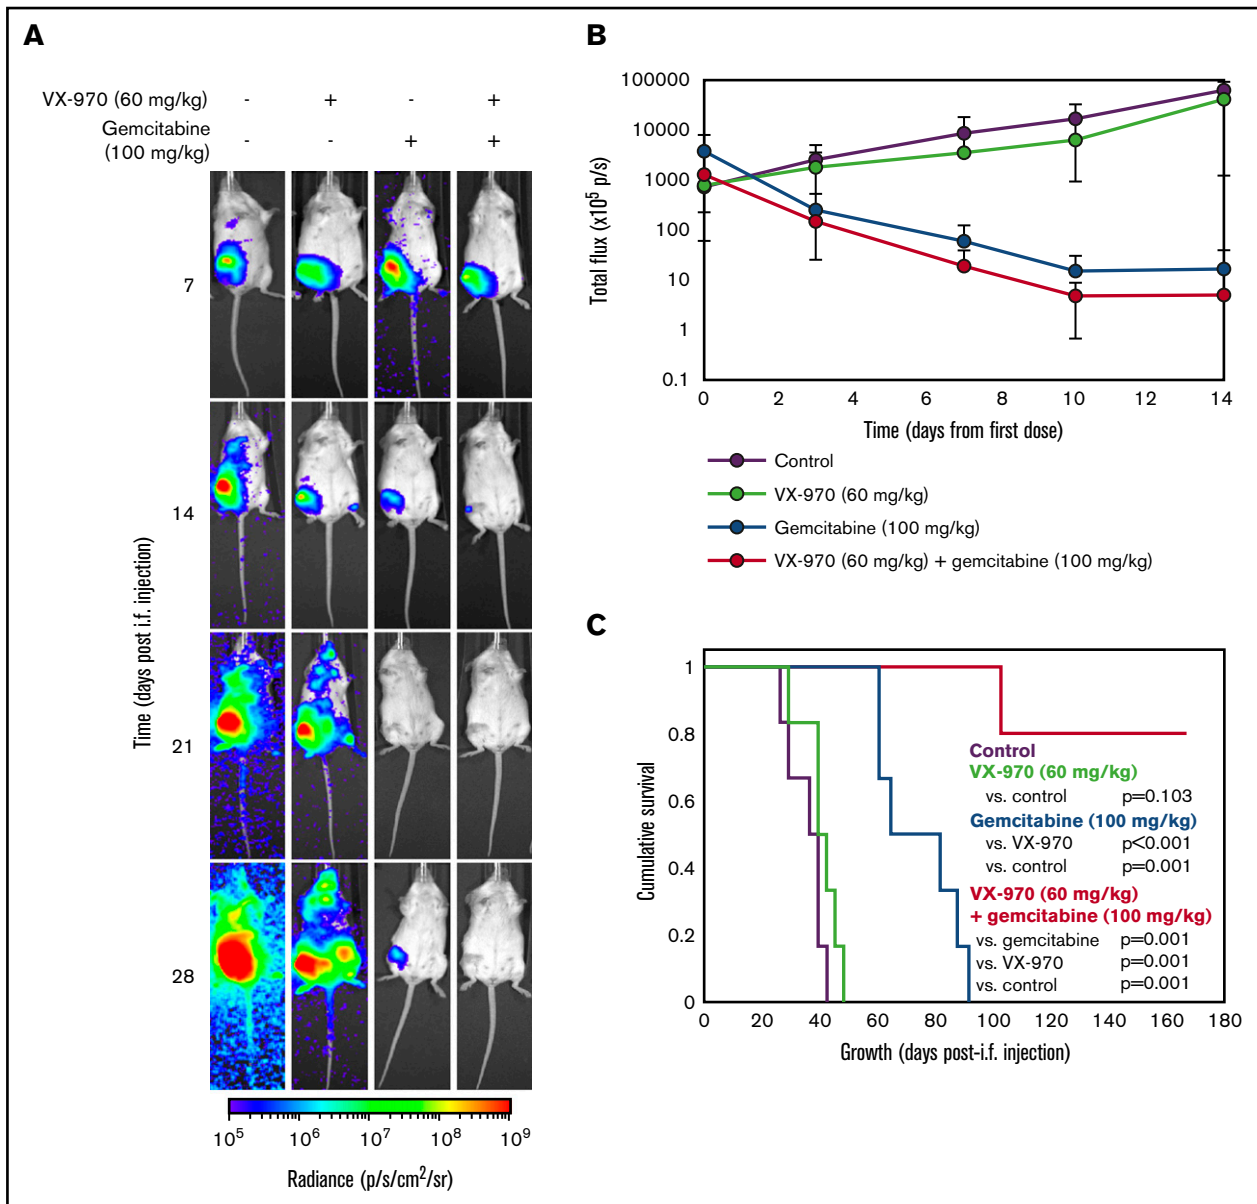 A
VX-970 (60 mg/kg) - + - +
Gemcitabine
(100 mg/kg) - - + +
Time (days post i.f. injection)
7
14
21
28
10⁵ 10⁶ 10⁷ 10⁸ 10⁹
Radiance (p/s/cm²/sr)
B
Total flux (x10⁵ p/s)
100000
10000
1000
100
10
1
0.1
0 2 4 6 8 10 12 14
Time (days from first dose)
Control
VX-970 (60 mg/kg)
Gemcitabine (100 mg/kg)
VX-970 (60 mg/kg) + gemcitabine (100 mg/kg)
C
Cumulative survival
1
0.8
0.6
0.4
0.2
0
0 20 40 60 80 100 120 140 160 180
Growth (days post-i.f. injection)
Control
VX-970 (60 mg/kg)
vs. control p=0.103
Gemcitabine (100 mg/kg)
vs. VX-970 p<0.001
vs. control p=0.001
VX-970 (60 mg/kg)
+ gemcitabine (100 mg/kg)
vs. gemcitabine p=0.001
vs. VX-970 p=0.001
vs. control p=0.001